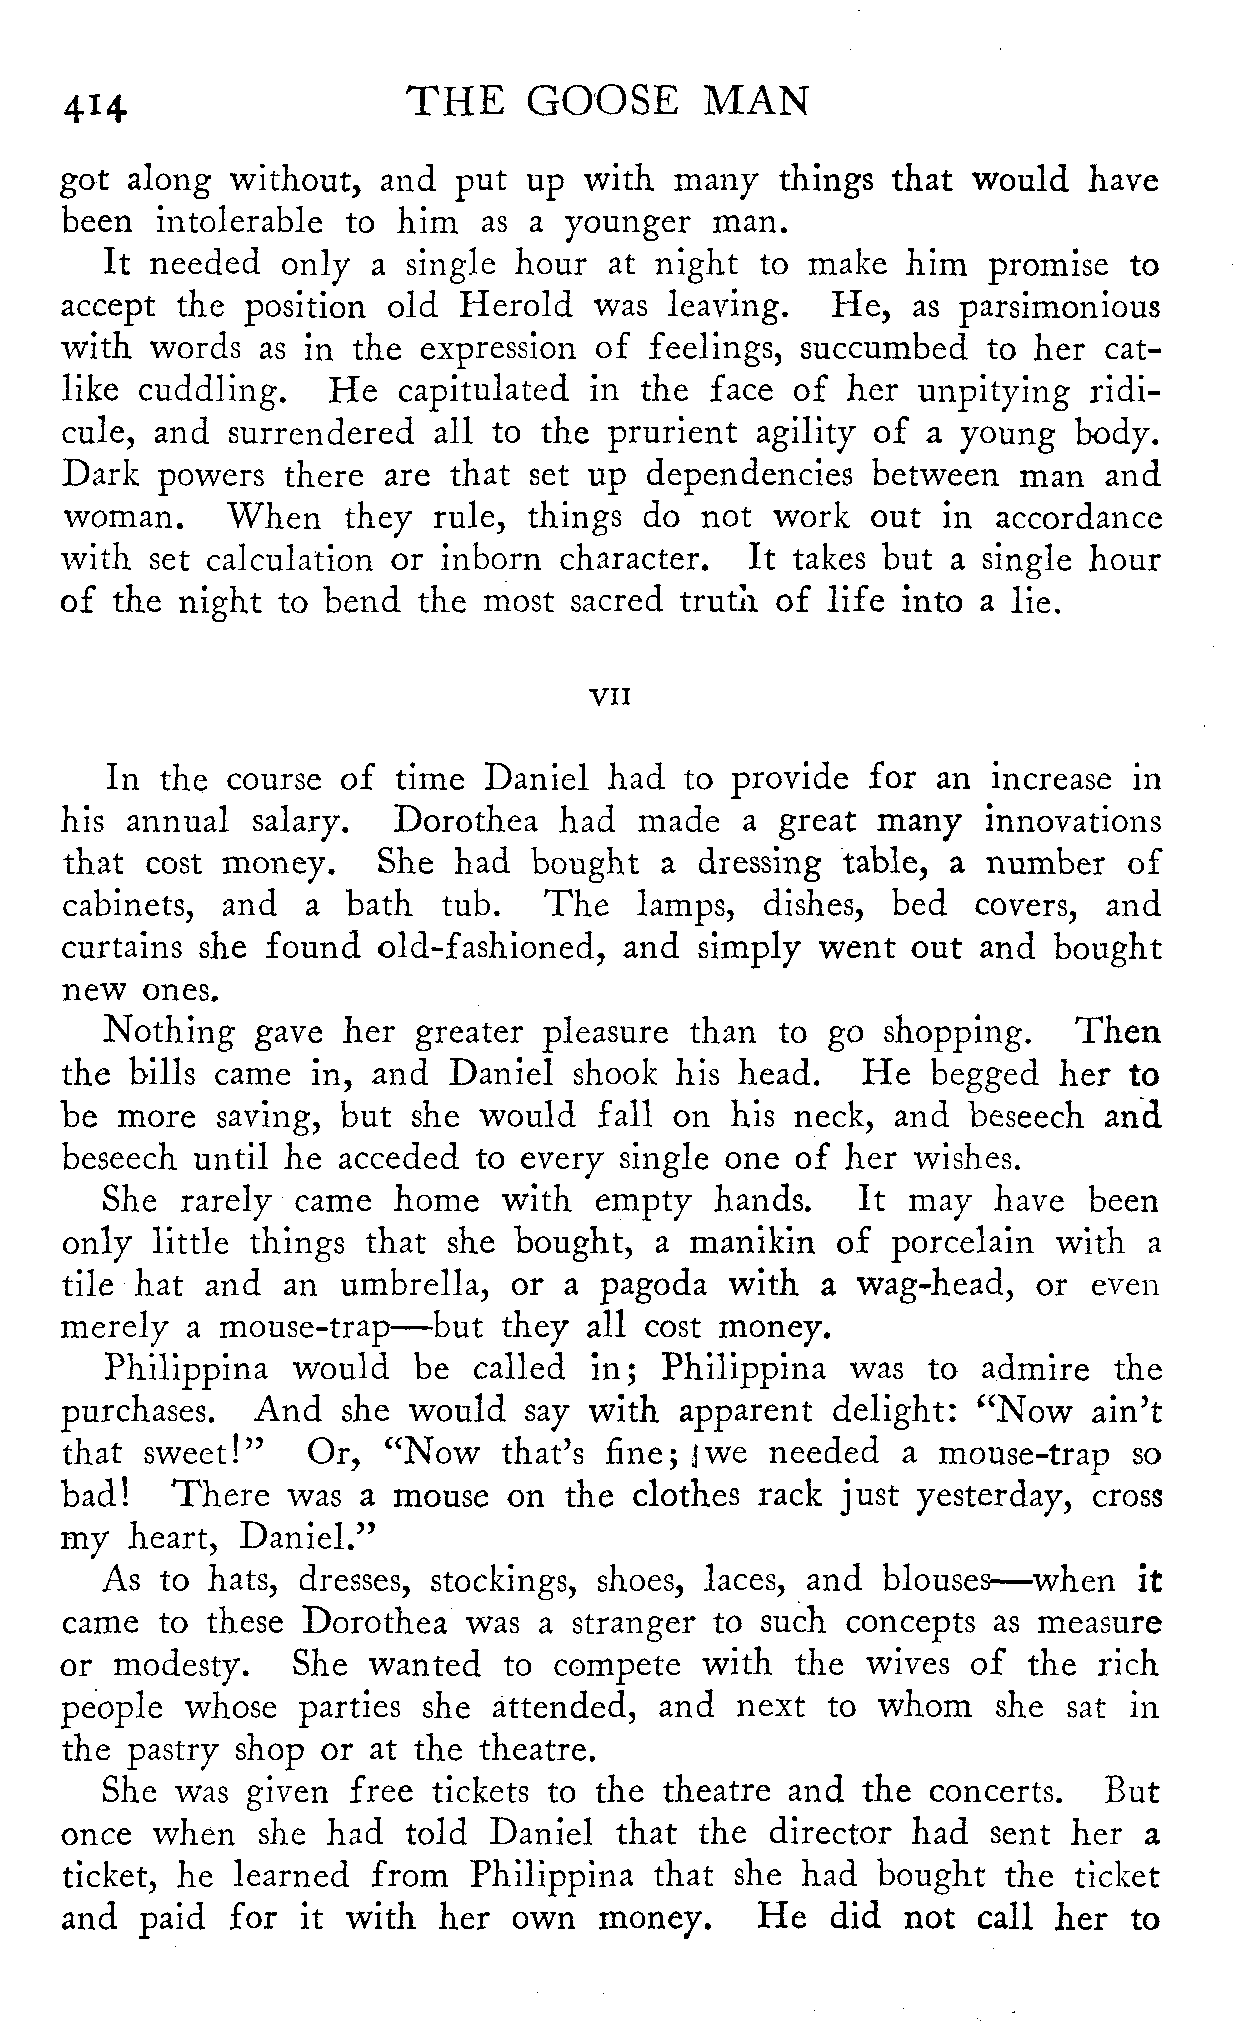 414 THE GOOSE MAN
got along without, and put up with many things that would have
been intolerable to him as a younger man.
It needed only a single hour at night to make him promise to
accept the position old Herold was leaving. He, as parsimonious
with words as in the expression of feelings, succumbed to her cat-
like cuddling. He capitulated in the face of her unpitying ridi-
cule, and surrendered all to the prurient agility of a young body.
Dark powers there are that set up dependencies between man and
woman. When they rule, things do not work out in accordance
with set calculation or inborn character. It takes but a single hour
of the night to bend the most sacred truth of life into a lie.
VII
In the course of time Daniel had to provide for an increase in
his annual salary. Dorothea had made a great many innovations
that cost money. She had bought a dressing table, a number of
cabinets, and a bath tub. The lamps, dishes, bed covers, and
curtains she found old-fashioned, and simply went out and bought
new ones.
Nothing gave her greater pleasure than to go shopping. Then
the bills came in, and Daniel shook his head. He begged her to
be more saving, but she would fall on his neck, and beseech and
beseech until he acceded to every single one of her wishes.
She rarely came home with empty hands. It may have been
only little things that she bought, a manikin of porcelain with a
tile hat and an umbrella, or a pagoda with a wag-head, or even
merely a mouse-trap—but they all cost money.
Philippina would be called in; Philippina was to admire the
purchases. And she would say with apparent delight: “Now ain’t
that sweet!” Or, “Now that’s fine; we needed a mouse-trap so
bad! There was a mouse on the clothes rack just yesterday, cross
my heart, Daniel.”
As to hats, dresses, stockings, shoes, laces, and blouses—when it
came to these Dorothea was a stranger to such concepts as measure
or modesty. She wanted to compete with the wives of the rich
people whose parties she attended, and next to whom she sat in
the pastry shop or at the theatre.
She was given free tickets to the theatre and the concerts. But
once when she had told Daniel that the director had sent her a
ticket, he learned from Philippina that she had bought the ticket
and paid for it with her own money. He did not call her to